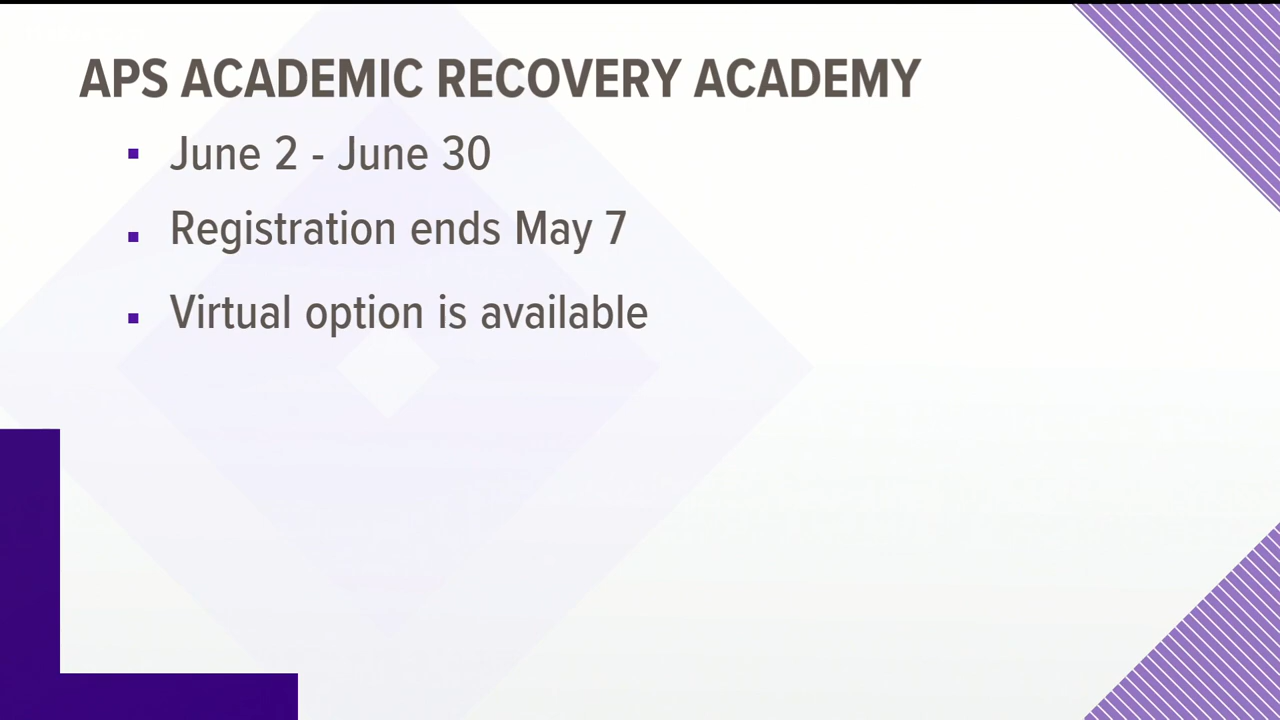 APS ACADEMIC RECOVERY ACADEMY
June 2 - June 30
Registration ends May 7
Virtual option is available